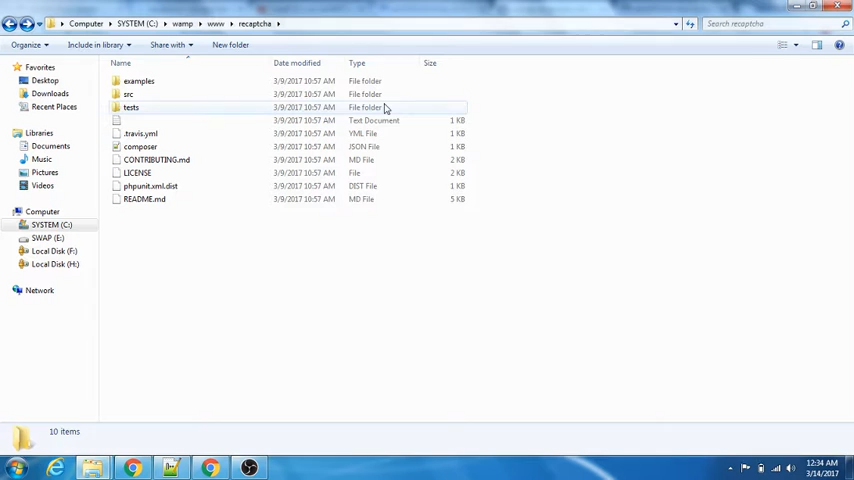 Computer ▸ SYSTEM (C:) ▸ wamp ▸ www ▸ recaptcha ▸
Search recaptcha
Organize Include in library Share with New folder
Name Date modified Type Size
Favorites
Desktop
Downloads
Recent Places
Libraries
Documents
Music
Pictures
Videos
Computer
SYSTEM (C:)
SWAP (E:)
Local Disk (F:)
Local Disk (H:)
Network
examples 3/9/2017 10:57 AM File folder
src 3/9/2017 10:57 AM File folder
tests 3/9/2017 10:57 AM File folder
3/9/2017 10:57 AM Text Document 1 KB
.travis.yml 3/9/2017 10:57 AM YML File 1 KB
composer 3/9/2017 10:57 AM JSON File 1 KB
CONTRIBUTING.md 3/9/2017 10:57 AM MD File 2 KB
LICENSE 3/9/2017 10:57 AM File 2 KB
phpunit.xml.dist 3/9/2017 10:57 AM DIST File 1 KB
README.md 3/9/2017 10:57 AM MD File 5 KB
10 items
12:34 AM
3/14/2017